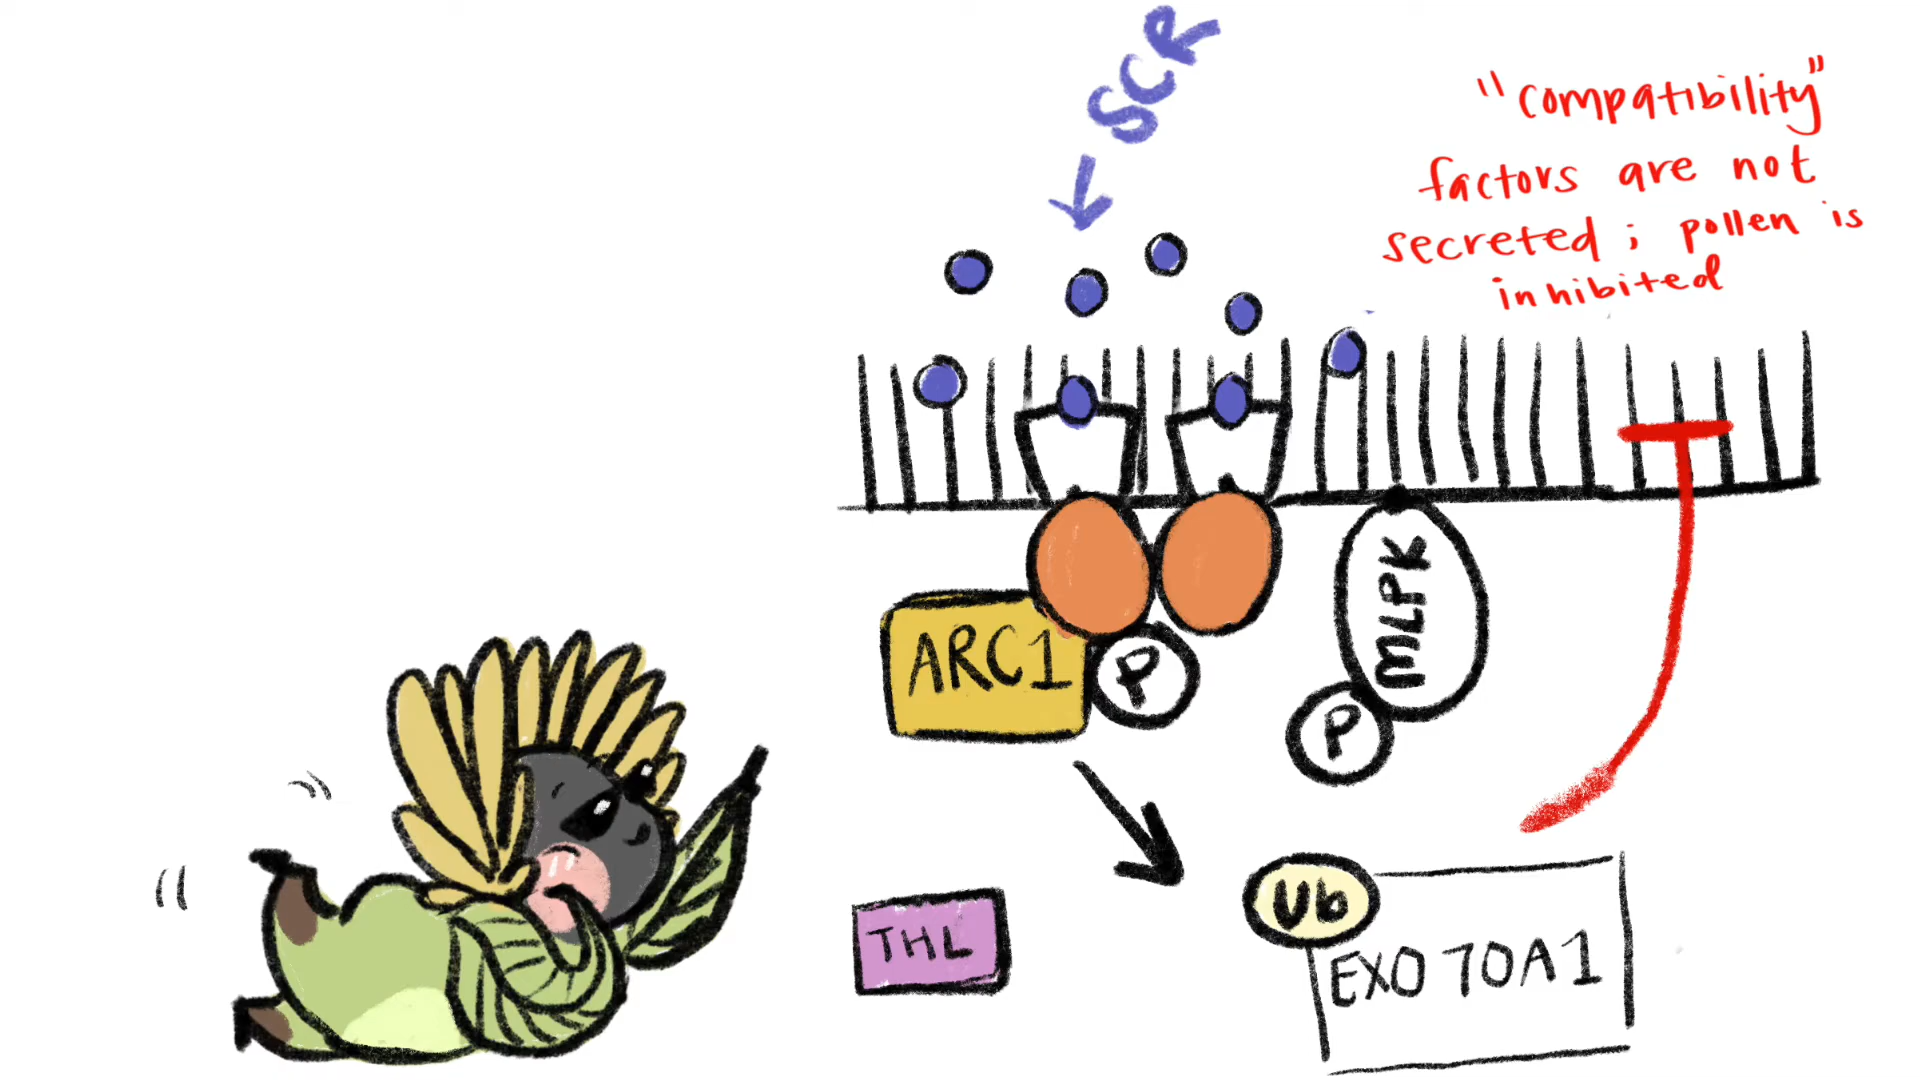 SCR
"compatibility"
factors are not
secreted; pollen is
inhibited
MLPK
ARC1
P
P
Ub
THL
EXO70A1